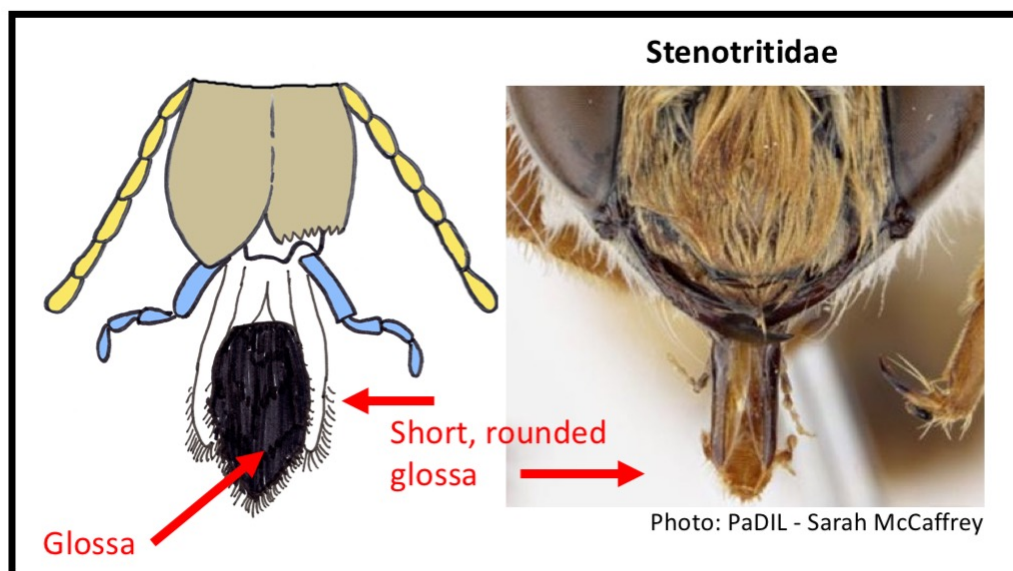 Stenotritidae
Short, rounded
glossa
Glossa
Photo: PaDIL - Sarah McCaffrey